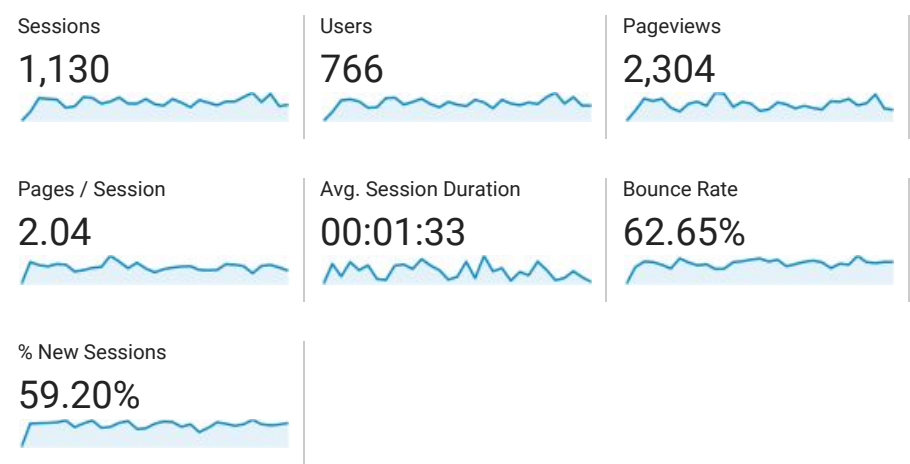 Sessions
1,130
Users
766
Pageviews
2,304
Pages / Session
2.04
Avg. Session Duration
00:01:33
Bounce Rate
62.65%
% New Sessions
59.20%